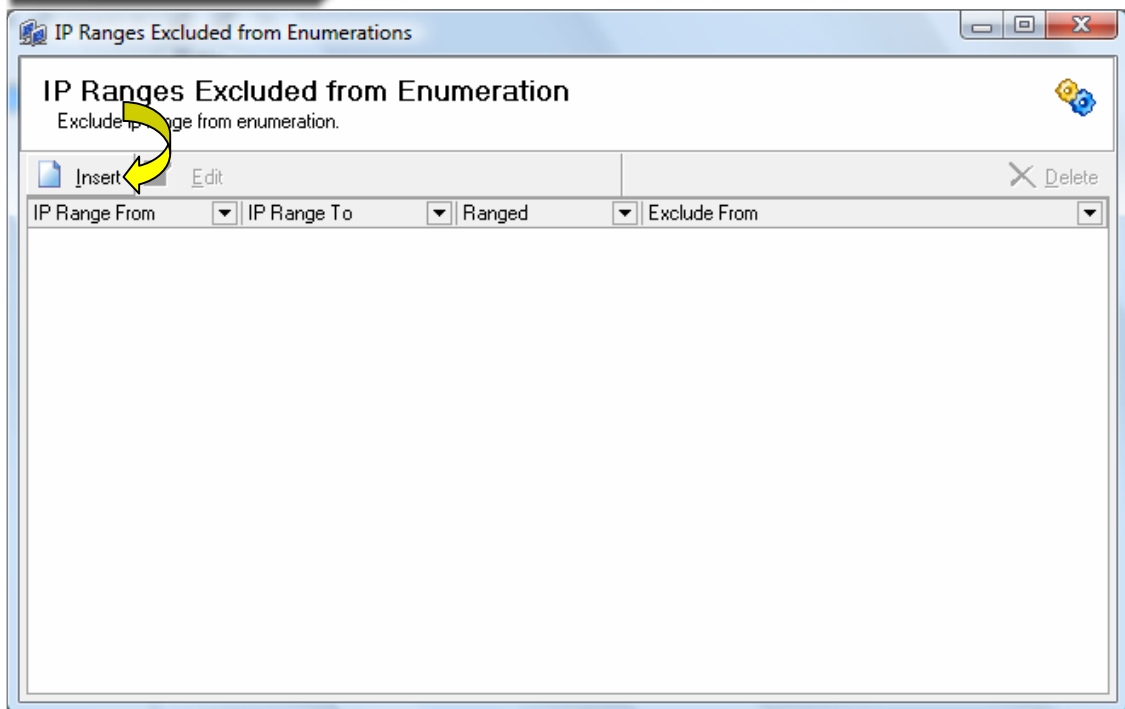 IP Ranges Excluded from Enumerations
IP Ranges Excluded from Enumeration
Exclude from enumeration.
Insert Edit Delete
IP Range From IP Range To Ranged Exclude From